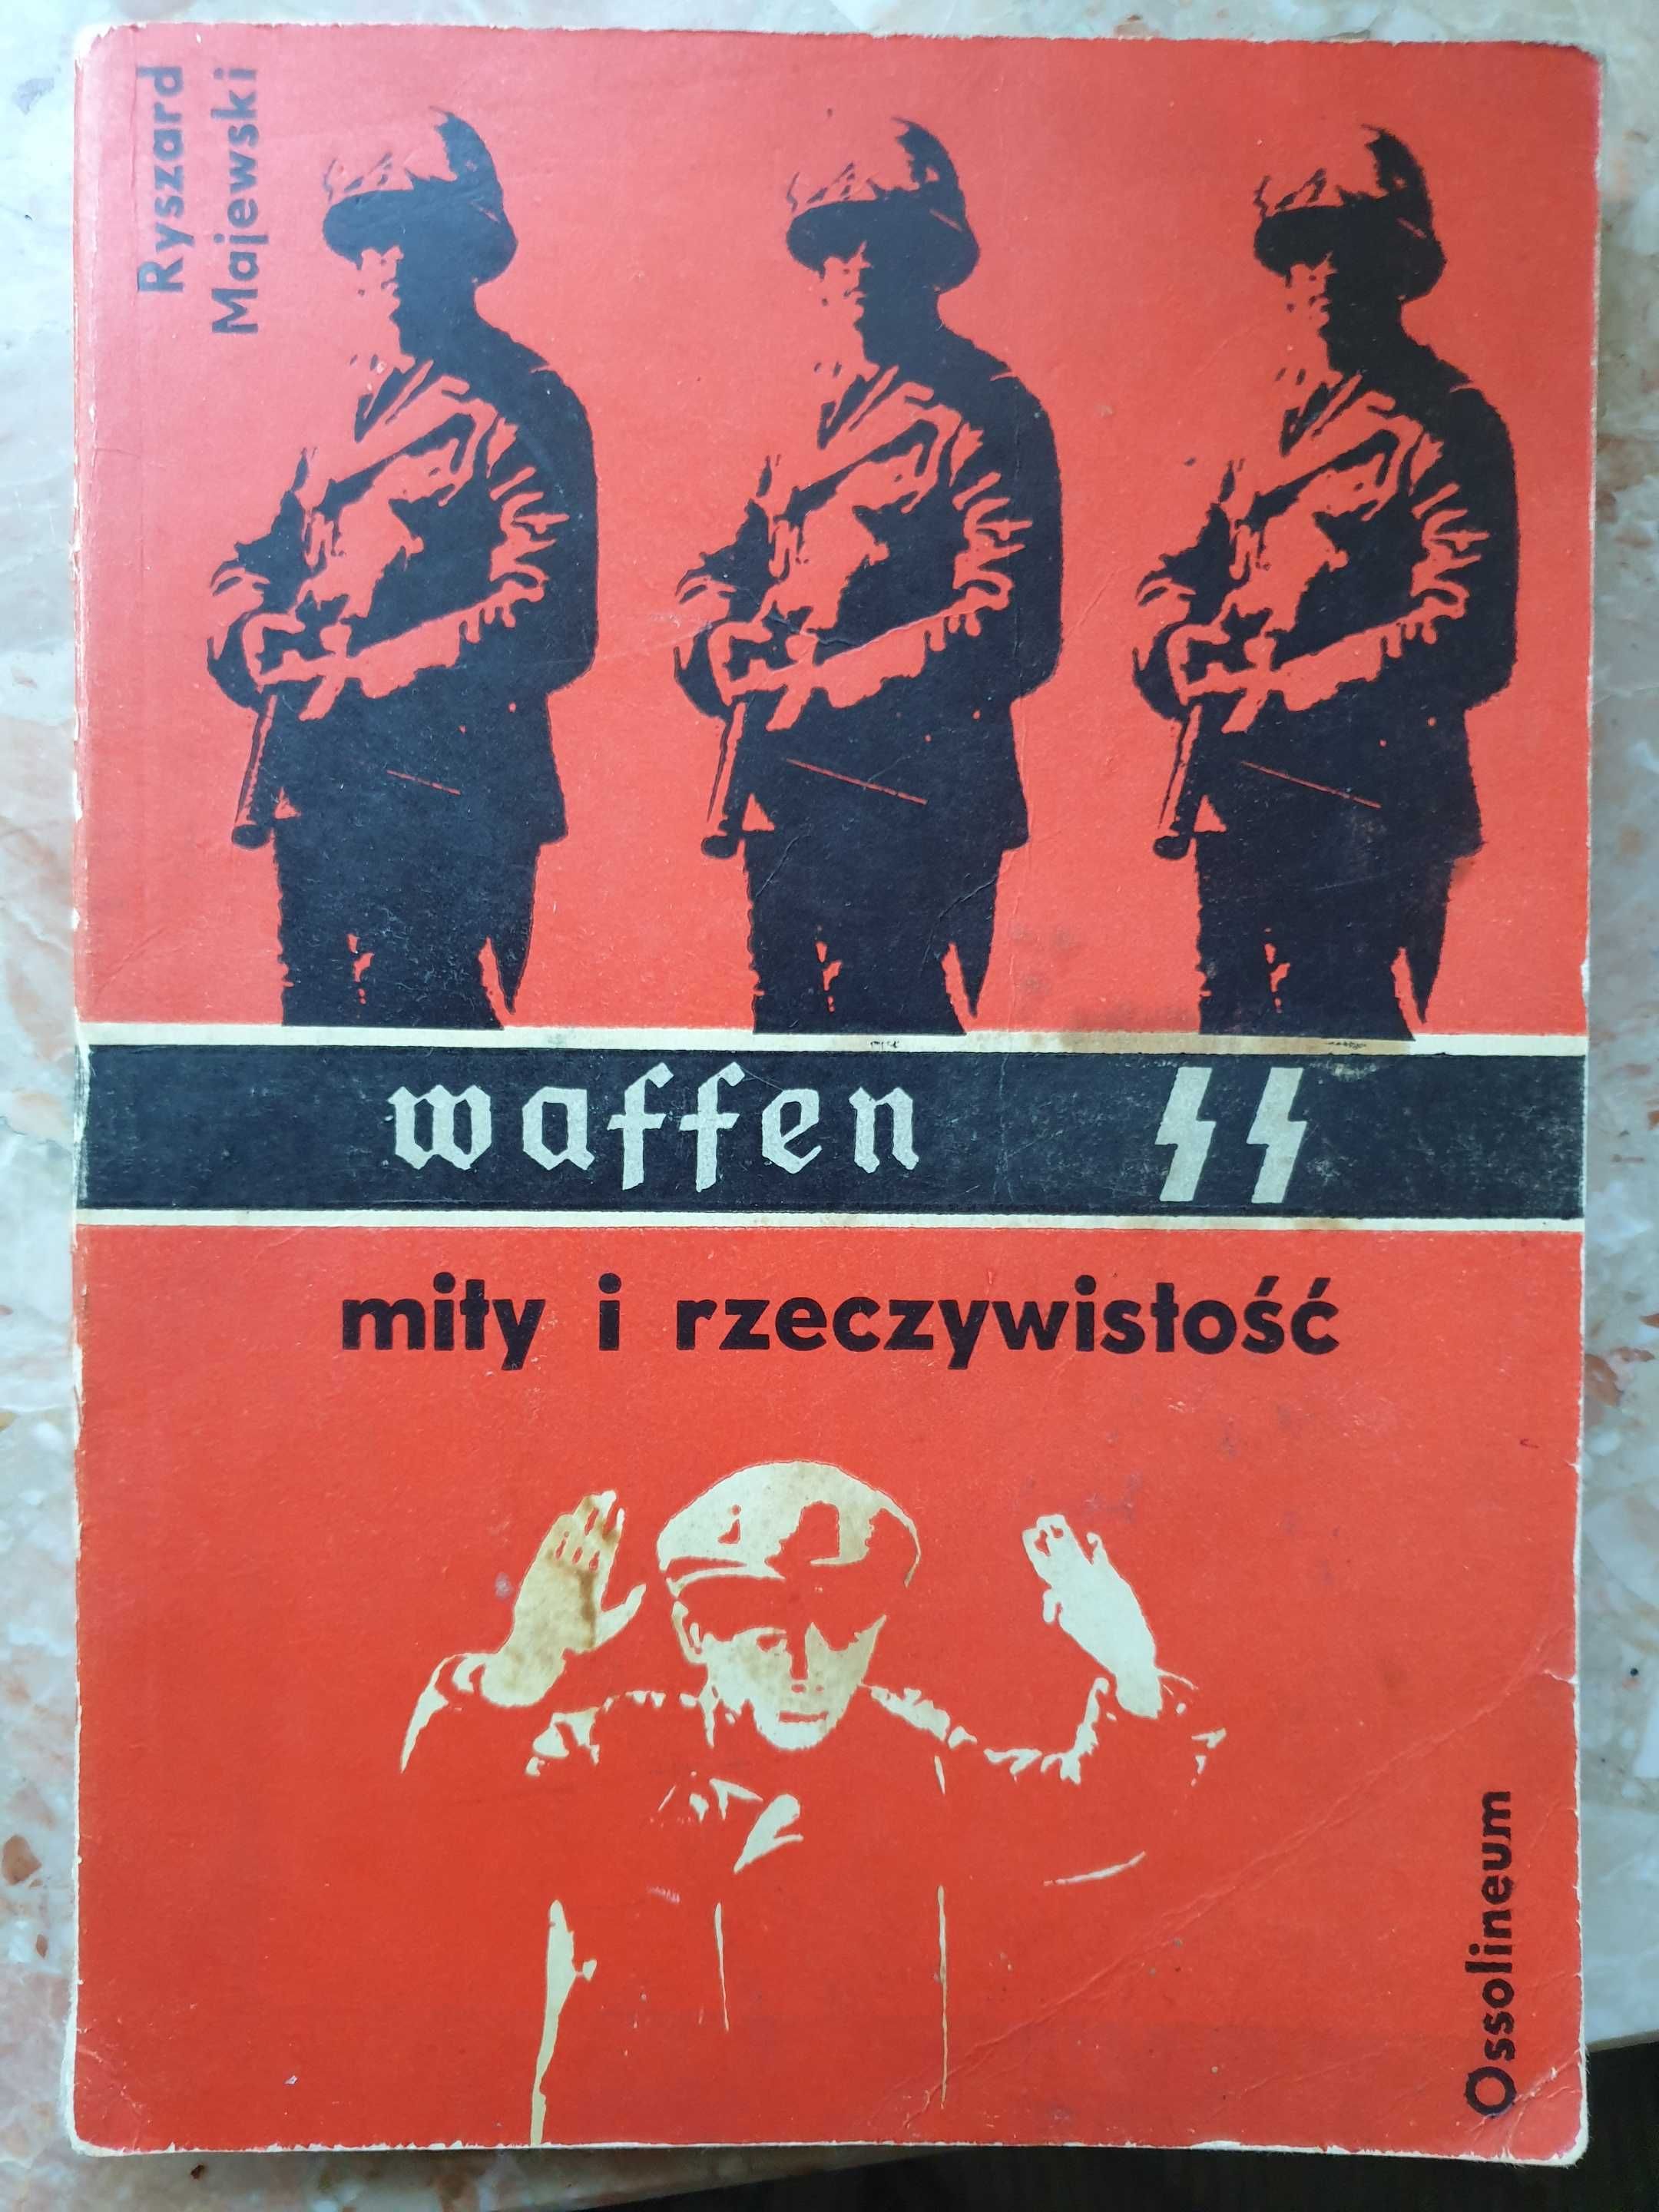 Ryszard
Majewski
waffen SS
mity i rzeczywistość
Ossolineum